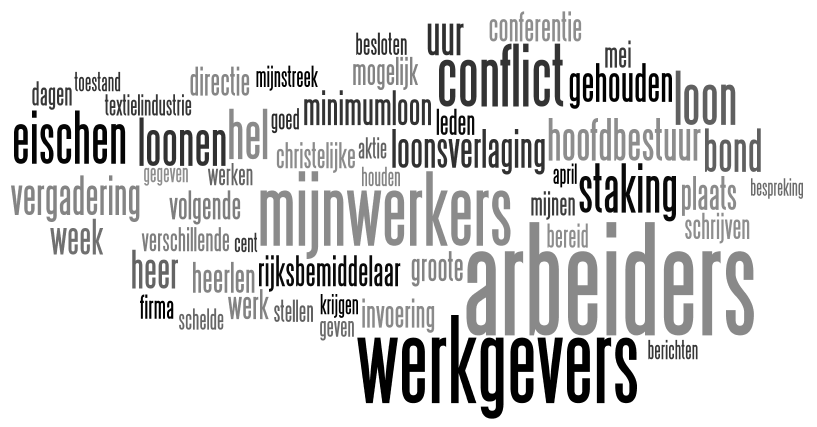 conferentie
besloten uur mei
mogelijk conflict gehouden
dagen toestand directie mijnstreek loon
textielindustrie minimumloon
eischen loonen hel goed leden
christelijke aktie loonsverlaging hoofdbestuur bond
gegeven werken houden april staking plaats bespreking
vergadering volgende mijnwerkers mijnen
week verschillende cent bereid schrijven
heer heerlen rijksbemiddelaar groote arbeiders
firma schelde werk stellen krijgen geven invoering
werkgevers berichten